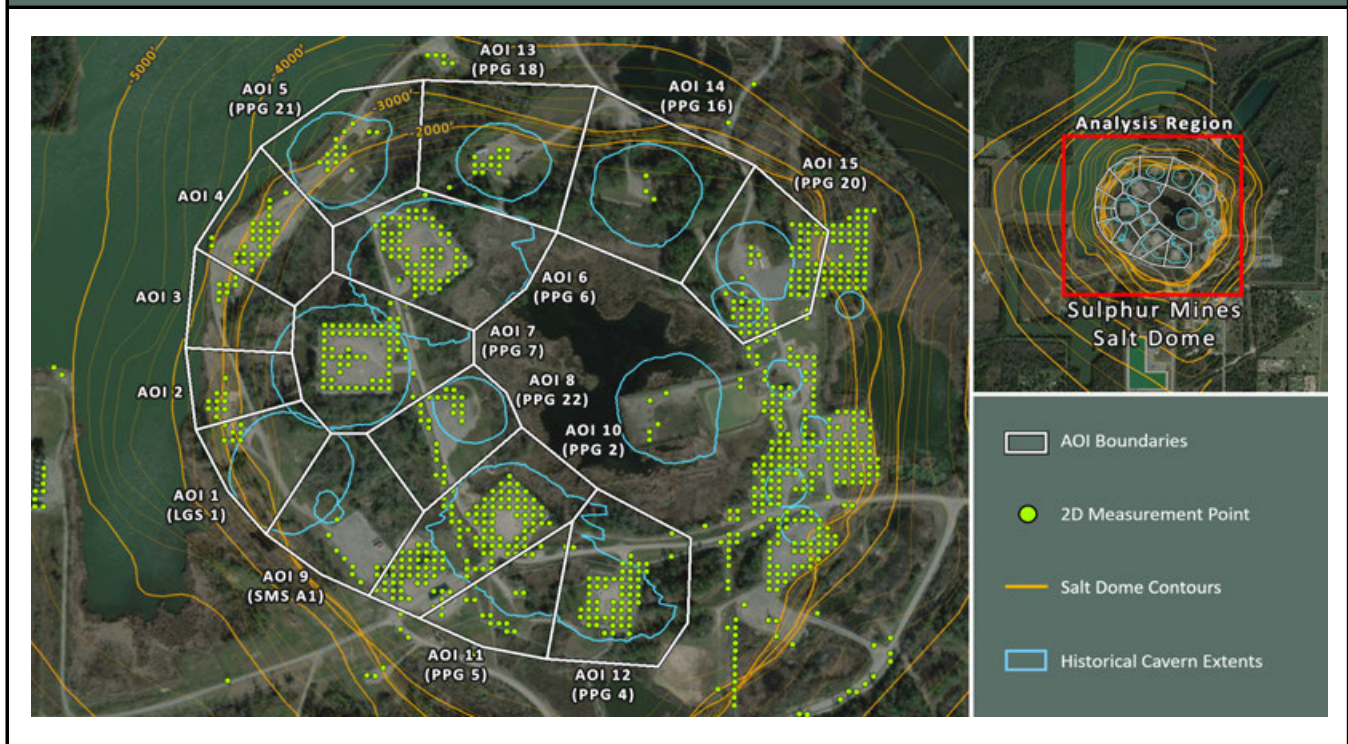 -5000'
-4000'
-3000'
-2000'
AOI 13
(PPG 18)
AOI 5
(PPG 21)
AOI 14
(PPG 16)
AOI 15
(PPG 20)
AOI 4
AOI 3
AOI 2
AOI 6
(PPG 6)
AOI 7
(PPG 7)
AOI 8
(PPG 22)
AOI 10
(PPG 2)
AOI 1
(LGS 1)
AOI 9
(SMS A1)
AOI 11
(PPG 5)
AOI 12
(PPG 4)
Analysis Region
Sulphur Mines
Salt Dome
AOI Boundaries
2D Measurement Point
Salt Dome Contours
Historical Cavern Extents